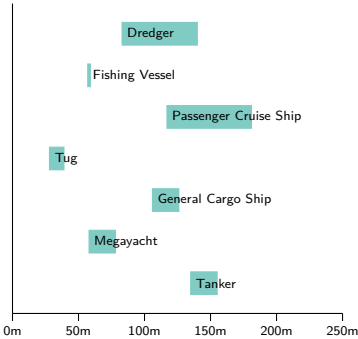 Dredger
Fishing Vessel
Passenger Cruise Ship
Tug
General Cargo Ship
Megayacht
Tanker
0m 50m 100m 150m 200m 250m